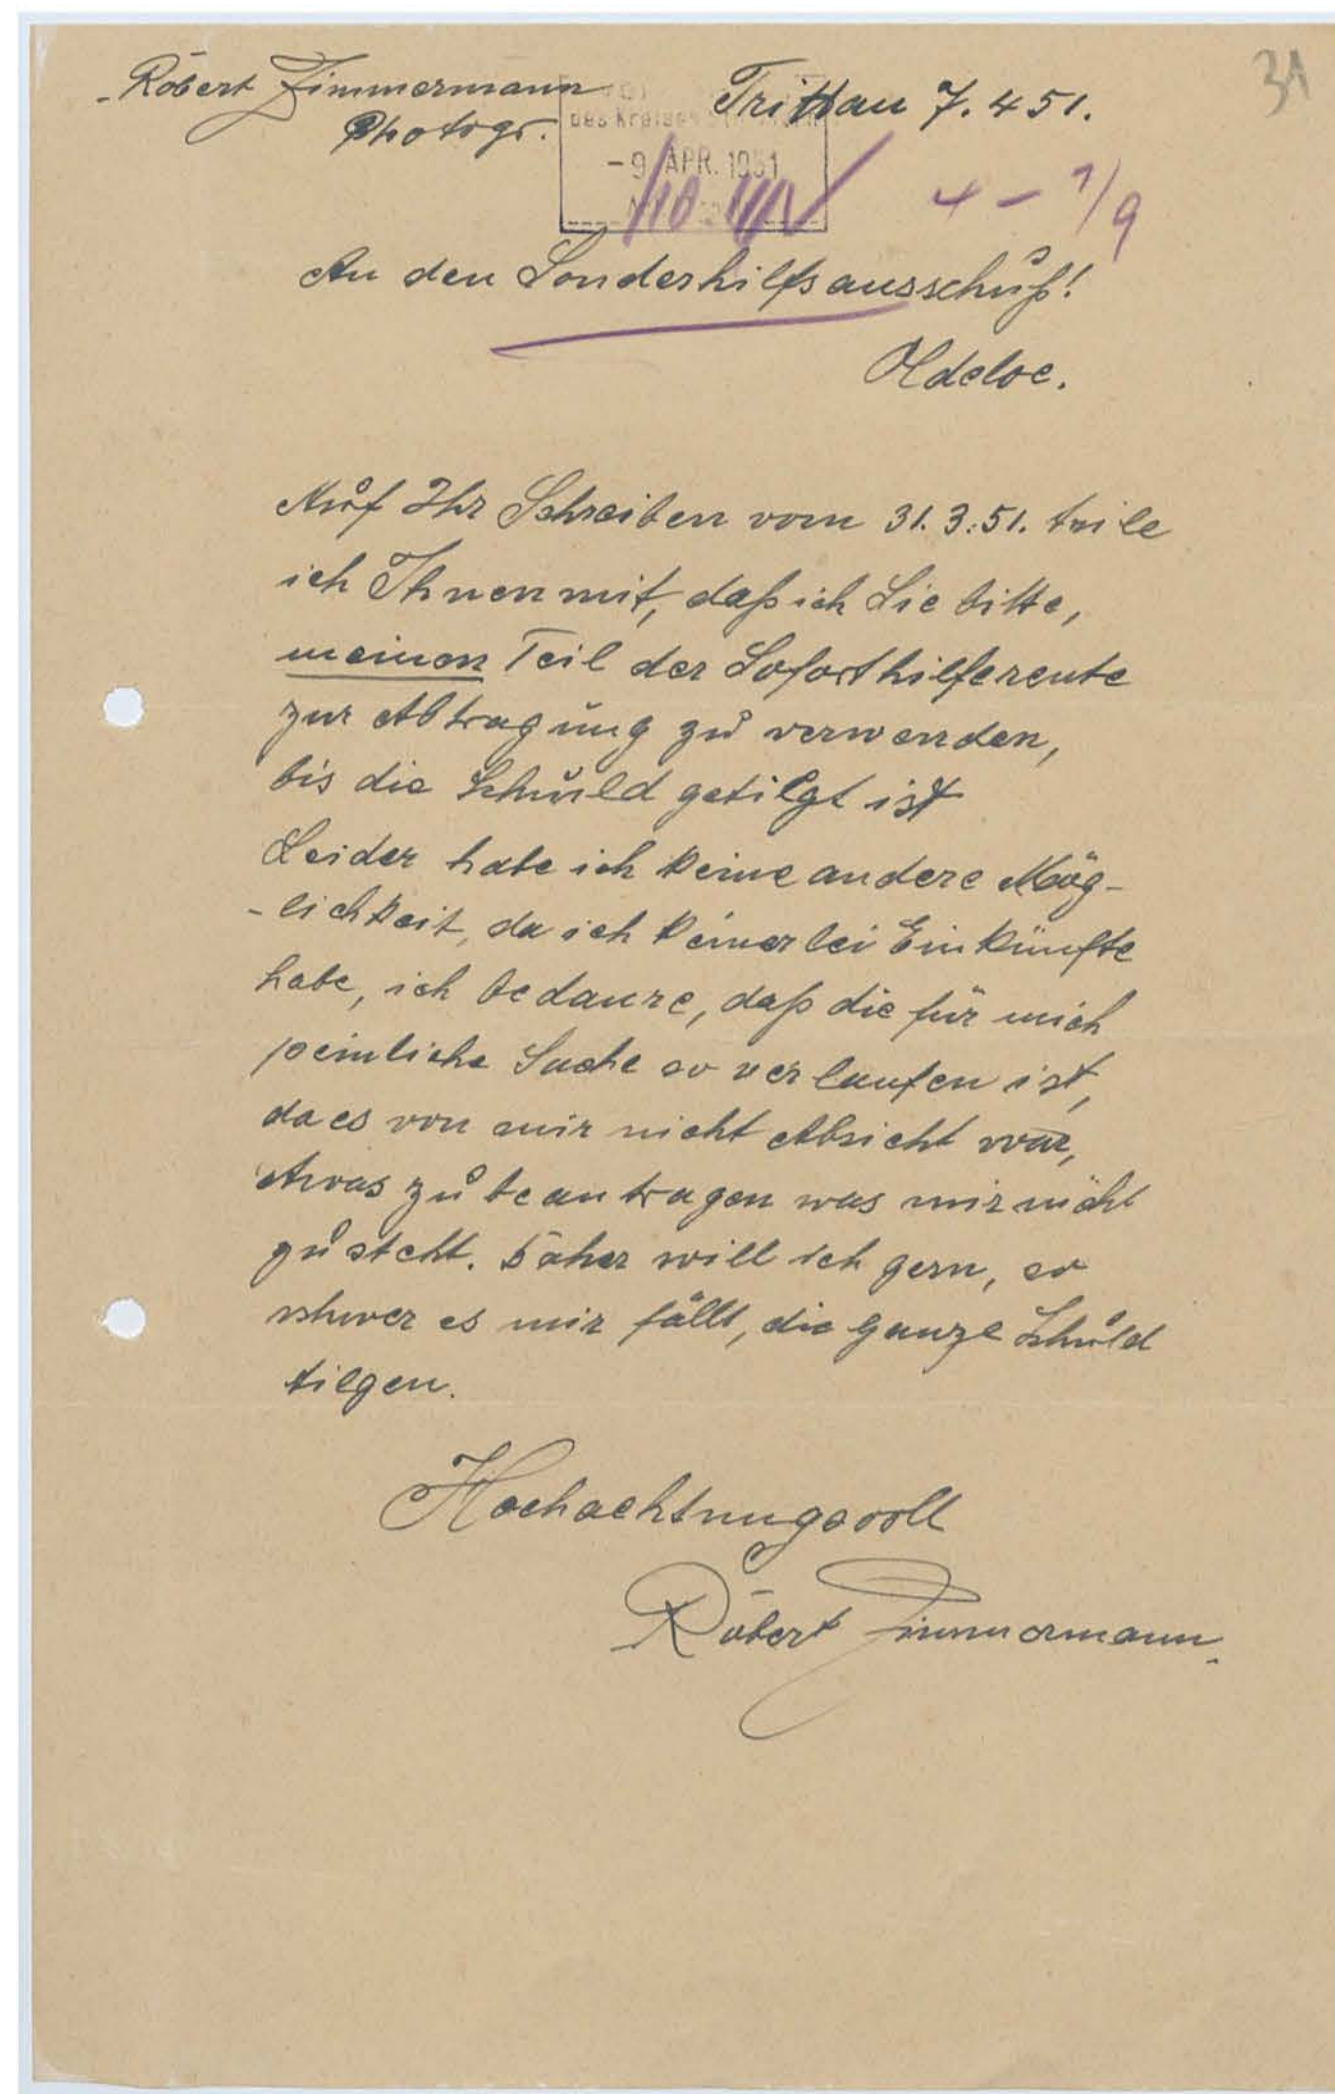 31
Robert Zimmermann
Photogr.
Trittau 7. 4 51.
des Kreises
-9. APR. 1951
4 - 7/9
An den Sonderhilfsausschuß!
Oldeloe.
Auf Ihr Schreiben vom 31. 3. 51. teile
ich Ihnen mit, daß ich Sie bitte,
meinen Teil der Soforthilferente
zur Abtragung zu verwenden,
bis die Schuld getilgt ist
Leider habe ich keine andere Mög-
-lichkeit, da ich keinerlei Einkünfte
habe, ich bedaure, daß die für mich
peinliche Sache so verlaufen ist,
da es von mir nicht Absicht war,
etwas zu beantragen was mir nicht
zusteht. Daher will ich gern, so
schwer es mir fällt, die ganze Schuld
tilgen.
Hochachtungsvoll
Robert Zimmermann.